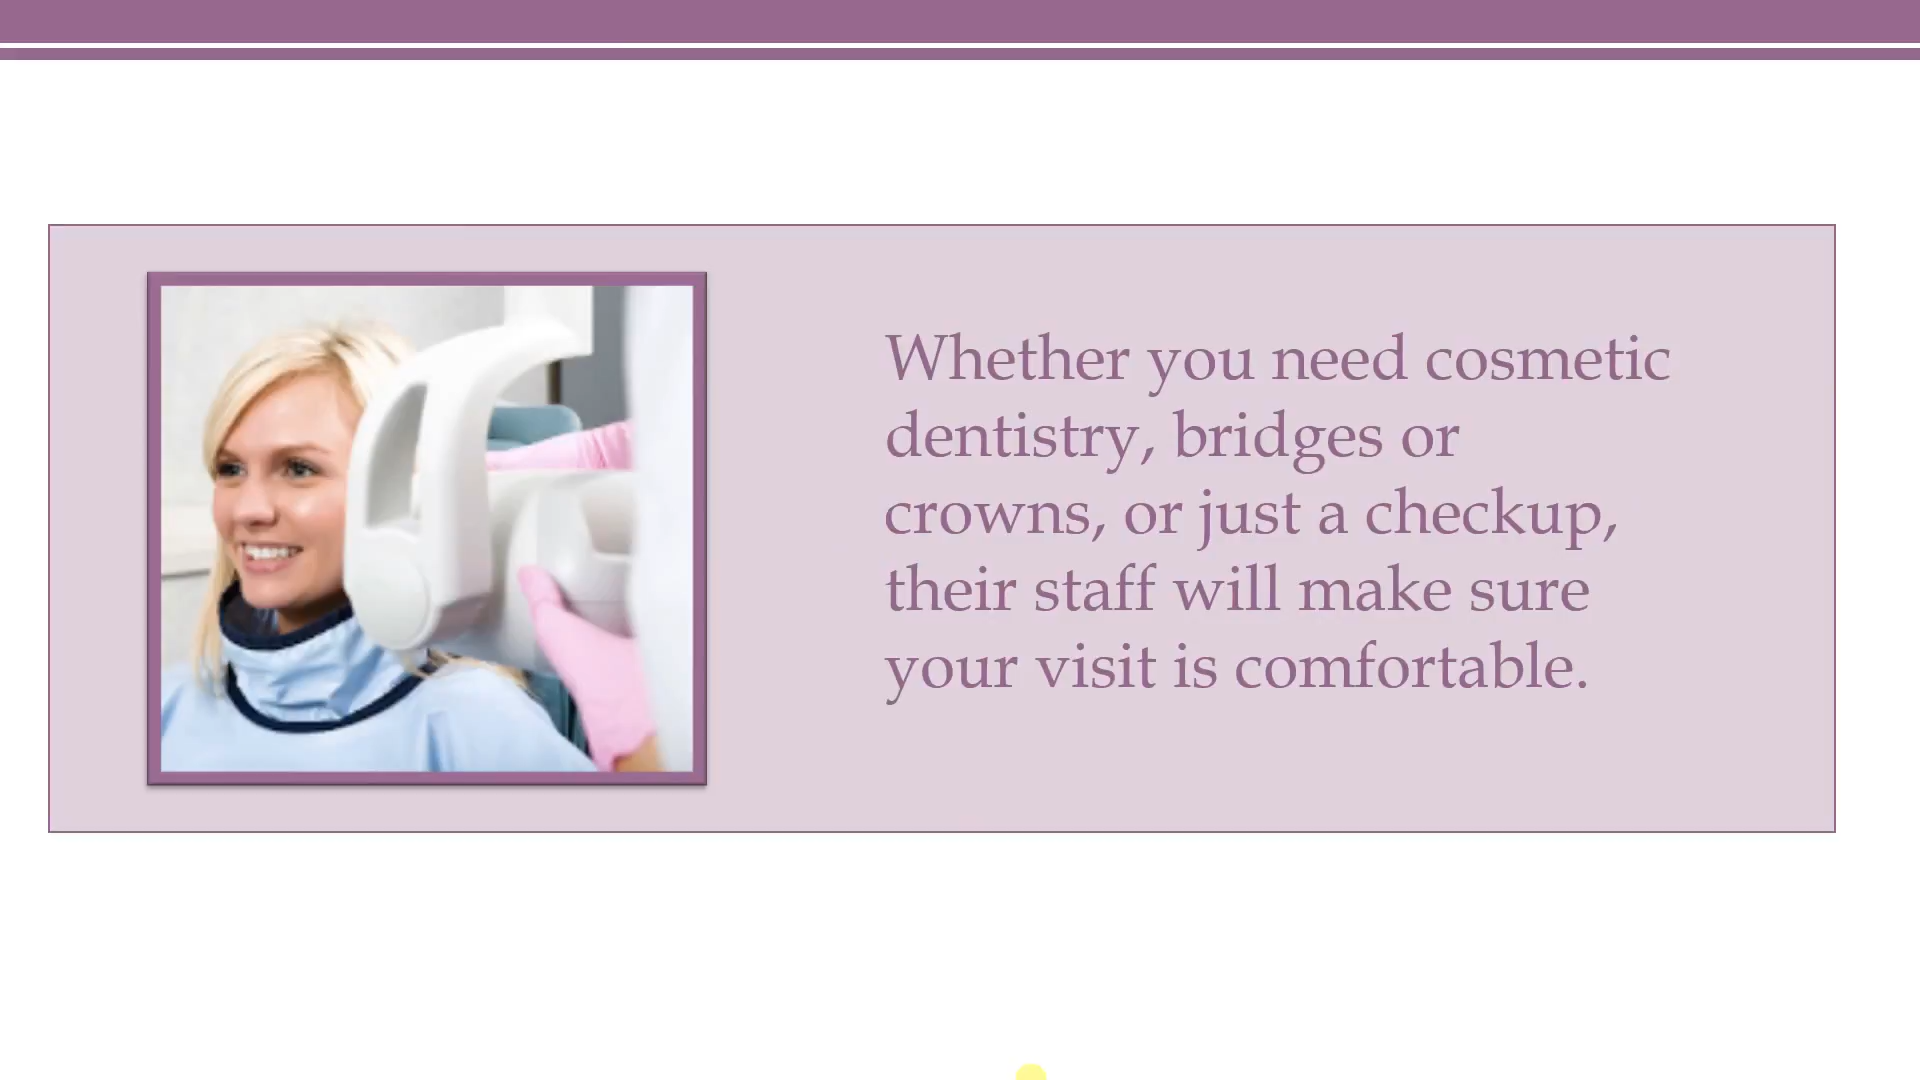 Whether you need cosmetic
dentistry, bridges or
crowns, or just a checkup,
their staff will make sure
your visit is comfortable.